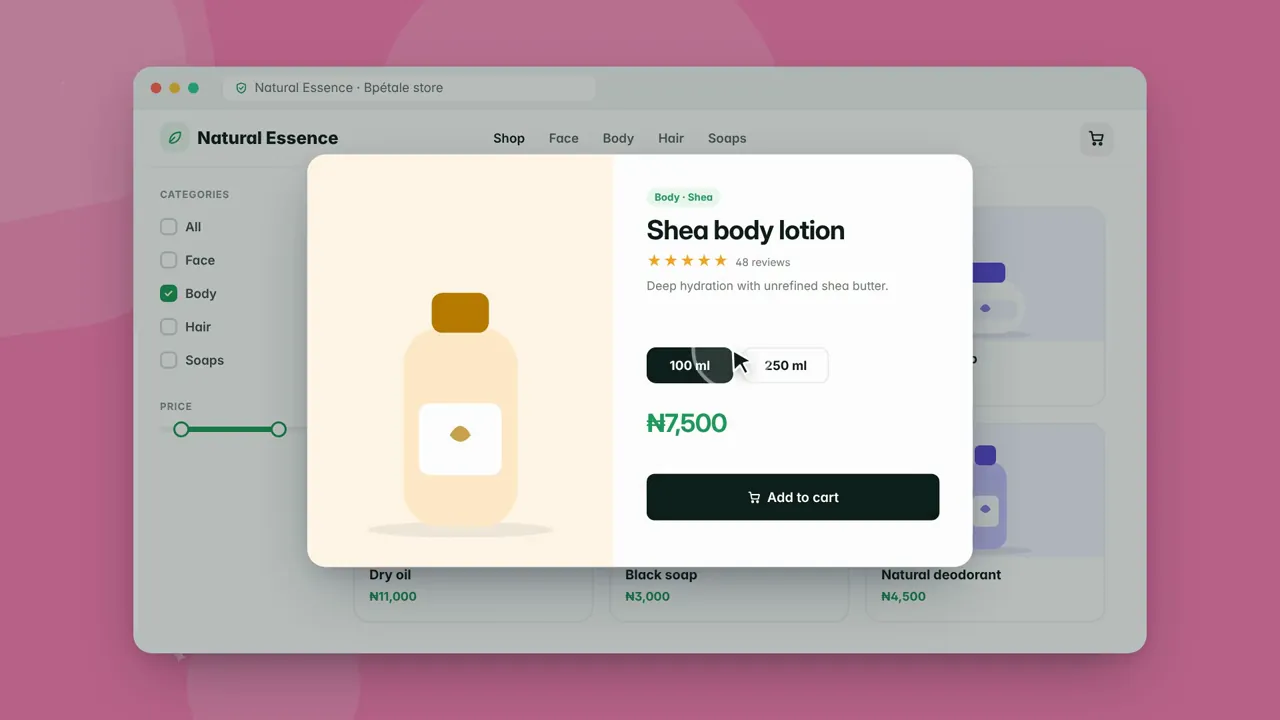 Natural Essence · Bpétale store
Natural Essence
Shop Face Body Hair Soaps
CATEGORIES
All
Face
Body
Hair
Soaps
PRICE
Body · Shea
Shea body lotion
48 reviews
Deep hydration with unrefined shea butter.
100 ml 250 ml
₦7,500
Add to cart
Dry oil
₦11,000
Black soap
₦3,000
Natural deodorant
₦4,500